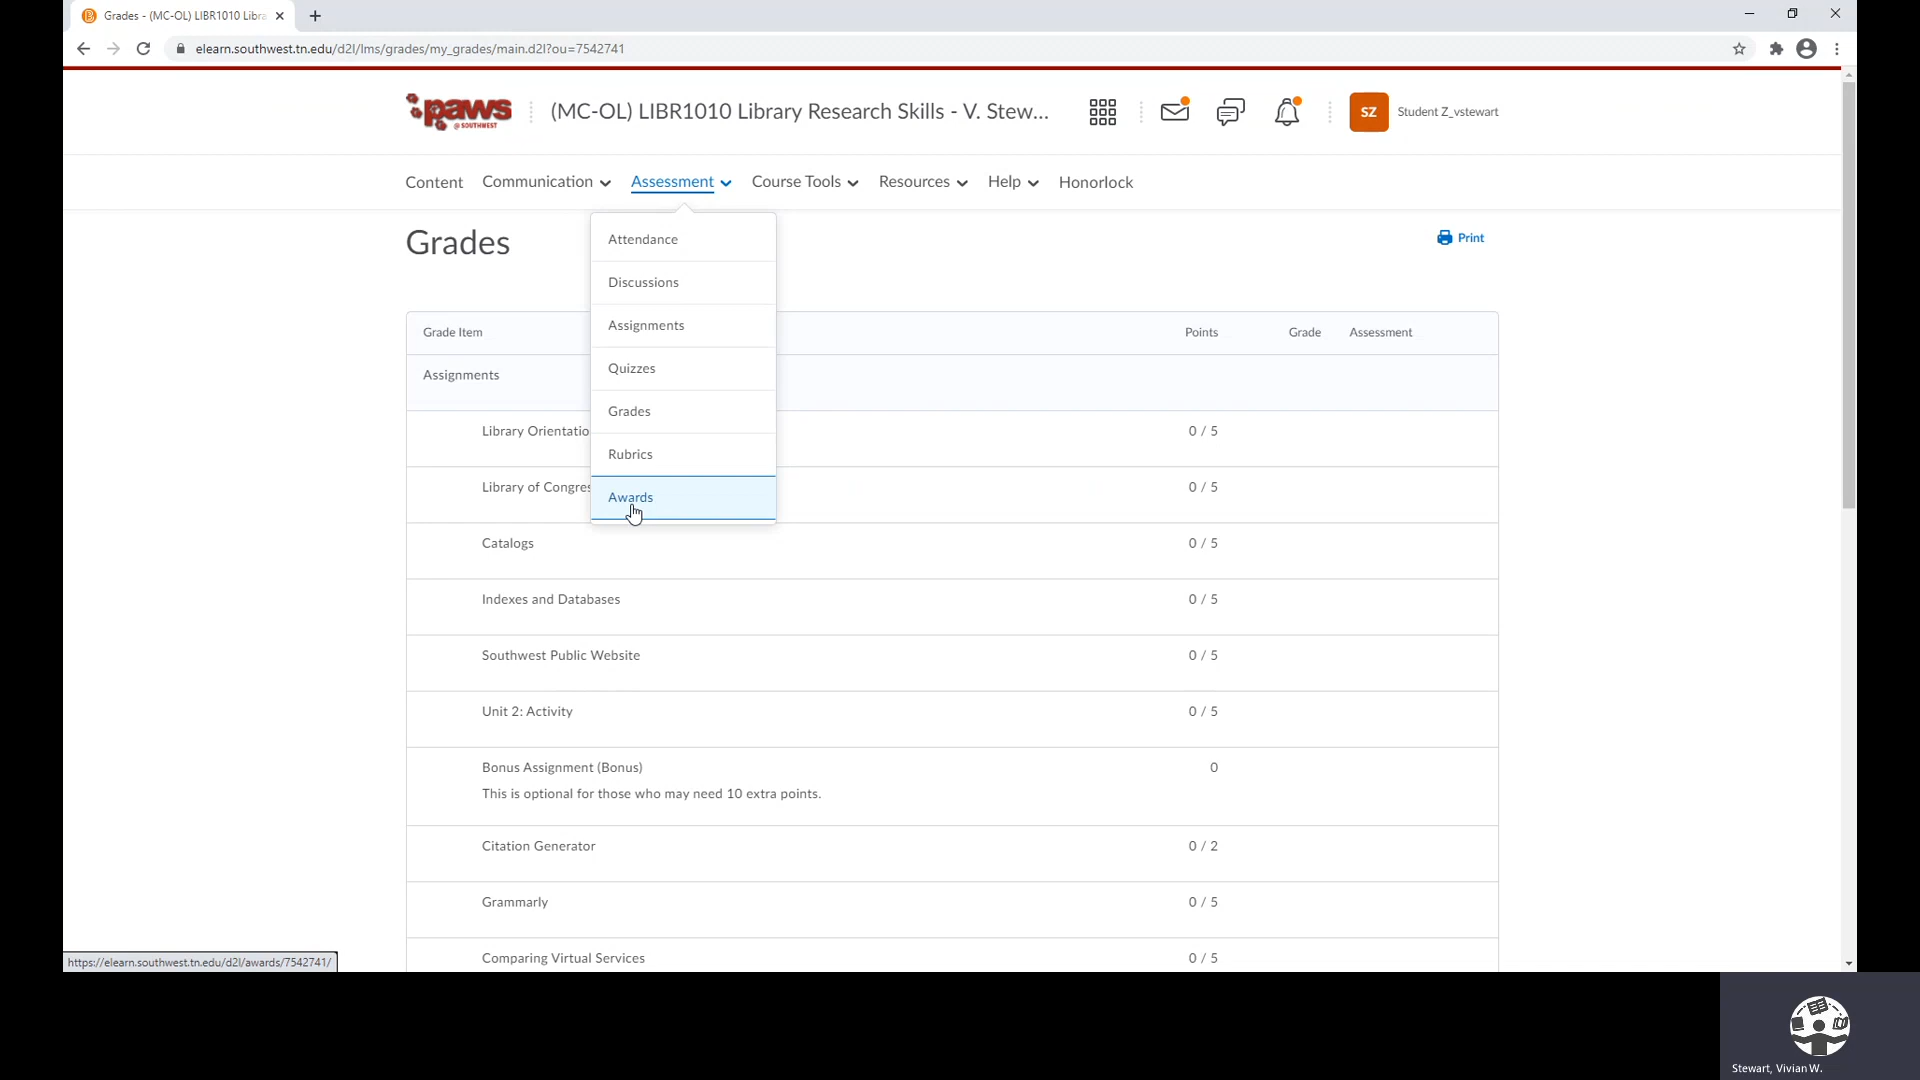 Grades - (MC-OL) LIBR1010 Libra
elearn.southwest.tn.edu/d2l/lms/grades/my_grades/main.d2l?ou=7542741
paws
@ SOUTHWEST
(MC-OL) LIBR1010 Library Research Skills - V. Stew...
SZ
Student Z_vstewart
Content
Communication
Assessment
Course Tools
Resources
Help
Honorlock
Grades
Print
Attendance
Discussions
Assignments
Quizzes
Grades
Rubrics
Awards
Grade Item
Points
Grade
Assessment
Assignments
Library Orientatio
0 / 5
Library of Congres
0 / 5
Catalogs
0 / 5
Indexes and Databases
0 / 5
Southwest Public Website
0 / 5
Unit 2: Activity
0 / 5
Bonus Assignment (Bonus)
0
This is optional for those who may need 10 extra points.
Citation Generator
0 / 2
Grammarly
0 / 5
Comparing Virtual Services
0 / 5
https://elearn.southwest.tn.edu/d2l/awards/7542741/
Stewart, Vivian W.